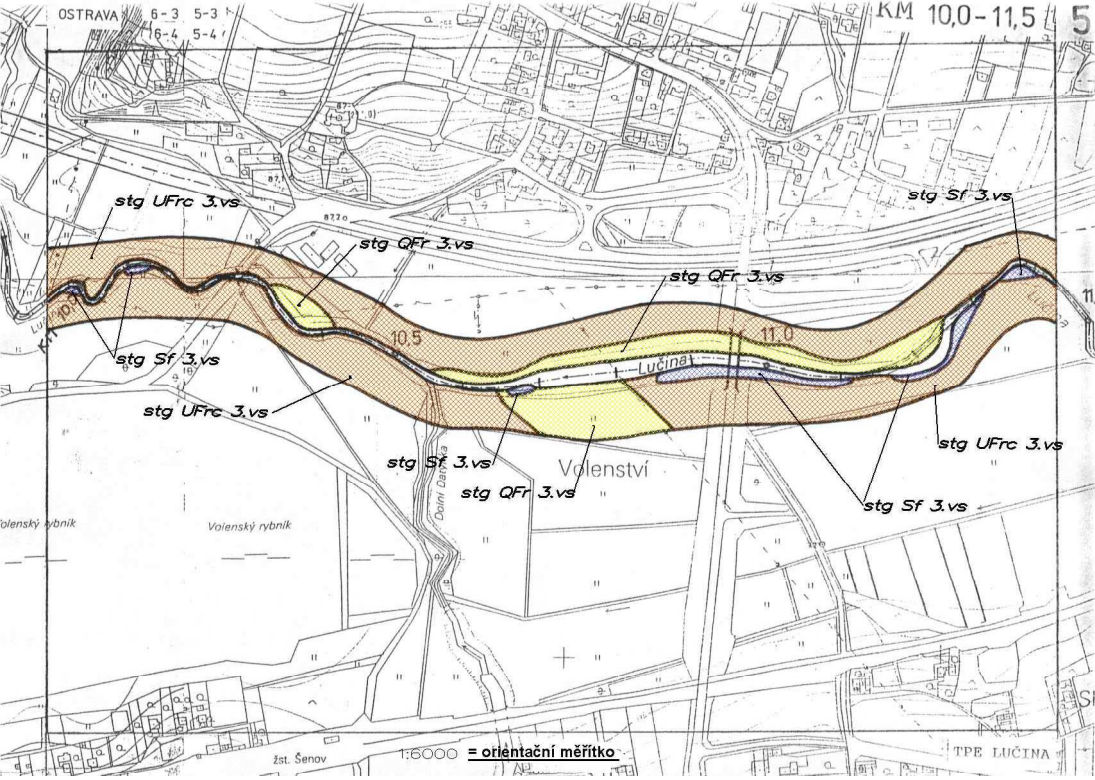 OSTRAVA 6-3 5-3
6-4 5-4
KM 10,0-11,5 5
stg UFrc 3.vs
stg Sf 3.vs
87,20
stg QFr 3.vs
stg QFr 3.vs
10,5
11,0
Lučina
stg Sf 3.vs
stg UFrc 3.vs
stg UFrc 3.vs
stg Sf 3.vs
Volenství
stg QFr 3.vs
stg Sf 3.vs
Dolní Datyňka
Volenský rybník
Volenský rybník
žst. Šenov
1:6000 = orientační měřítko
TPE LUČINA